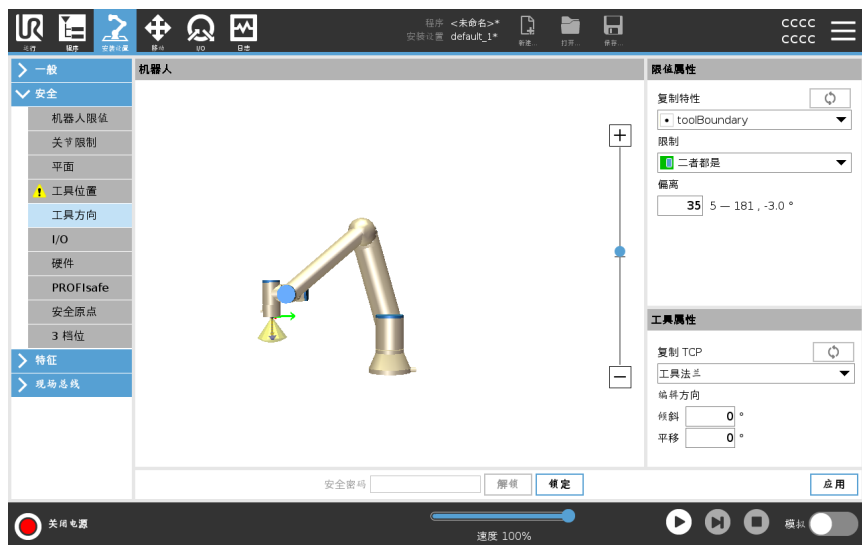 UR
运行
程序
安装设置
移动
I/O
日志
程序 <未命名>*
安装设置 default_1*
新建...
打开...
保存...
cccc
cccc
一般
安全
机器人限值
关节限制
平面
工具位置
工具方向
I/O
硬件
PROFIsafe
安全原点
3 档位
特征
现场总线
机器人
限值属性
复制特性
toolBoundary
限制
二者都是
偏离
35 5 — 181 , -3.0 °
工具属性
复制 TCP
工具法兰
编辑方向
倾斜 0 °
平移 0 °
安全密码 解锁 锁定 应用
关闭电源
速度 100%
模拟